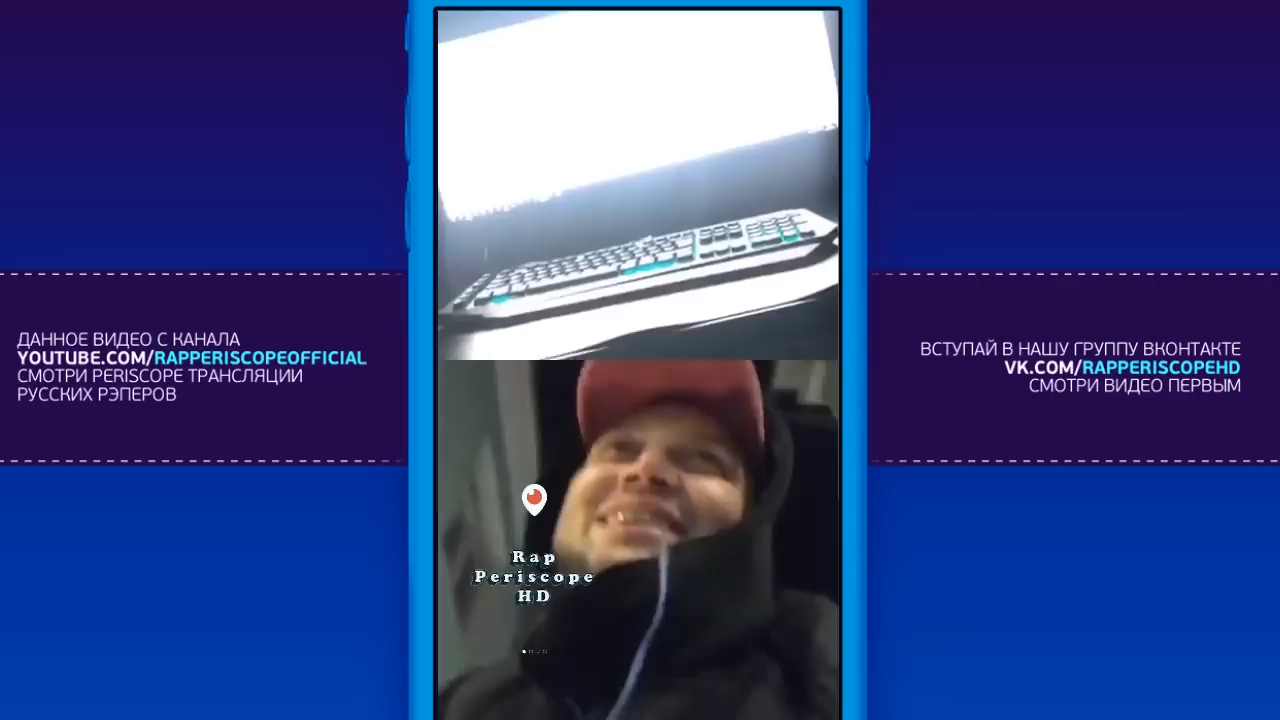 ДАННОЕ ВИДЕО С КАНАЛА
YOUTUBE.COM/RAPPERISCOPEOFFICIAL
СМОТРИ PERISCOPE ТРАНСЛЯЦИИ
РУССКИХ РЭПЕРОВ
ВСТУПАЙ В НАШУ ГРУППУ ВКОНТАКТЕ
VK.COM/RAPPERISCOPEHD
СМОТРИ ВИДЕО ПЕРВЫМ
Rap
Periscope
HD